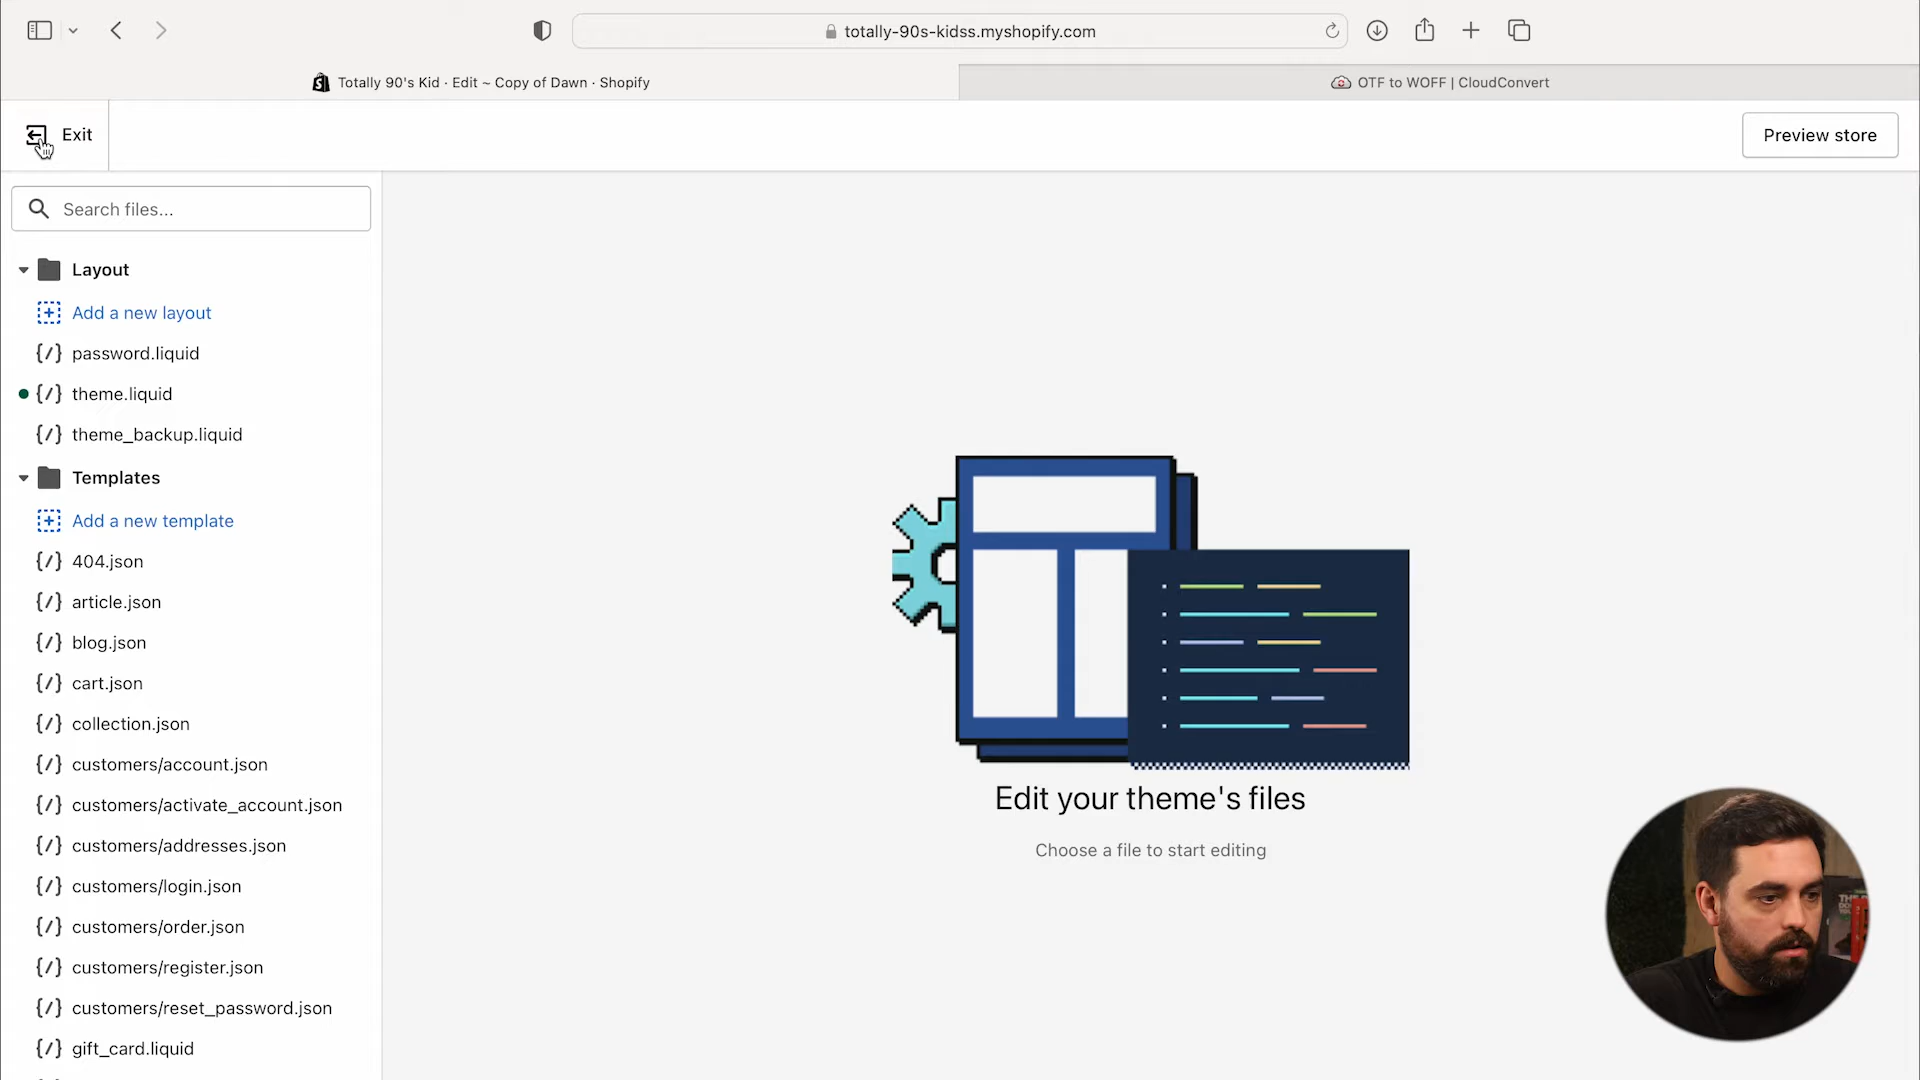 totally-90s-kidss.myshopify.com
Totally 90's Kid · Edit ~ Copy of Dawn · Shopify
OTF to WOFF | CloudConvert
Exit
Preview store
Search files...
Layout
Add a new layout
{/} password.liquid
{/} theme.liquid
{/} theme_backup.liquid
Templates
Add a new template
{/} 404.json
{/} article.json
{/} blog.json
{/} cart.json
{/} collection.json
{/} customers/account.json
{/} customers/activate_account.json
{/} customers/addresses.json
{/} customers/login.json
{/} customers/order.json
{/} customers/register.json
{/} customers/reset_password.json
{/} gift_card.liquid
Edit your theme's files
Choose a file to start editing